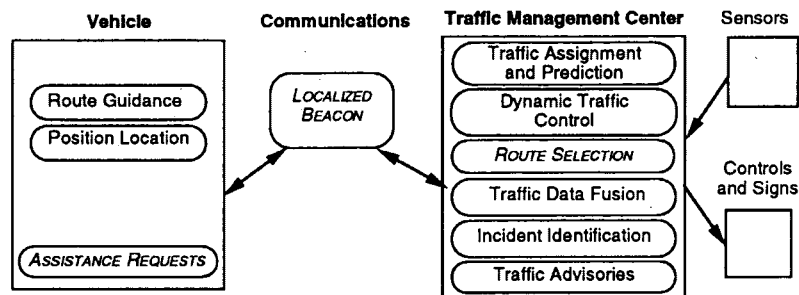 Vehicle
Communications
Traffic Management Center
Sensors
Route Guidance
Position Location
ASSISTANCE REQUESTS
LOCALIZED
BEACON
Traffic Assignment
and Prediction
Dynamic Traffic
Control
ROUTE SELECTION
Traffic Data Fusion
Incident Identification
Traffic Advisories
Controls
and Signs